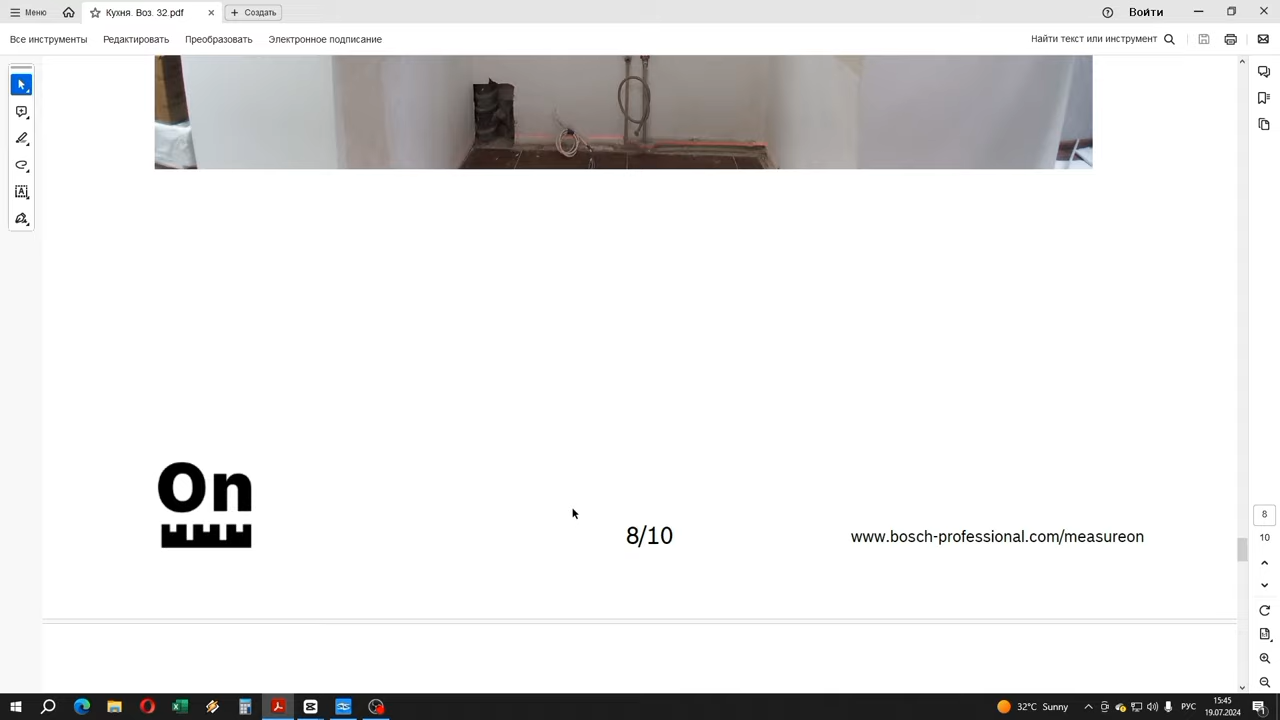 Меню
Кухня. Воз. 32.pdf
Создать
Войти
Все инструменты
Редактировать
Преобразовать
Электронное подписание
Найти текст или инструмент
On
8/10
www.bosch-professional.com/measureon
8
10
32°C Sunny
РУС
15:45
19.07.2024
1